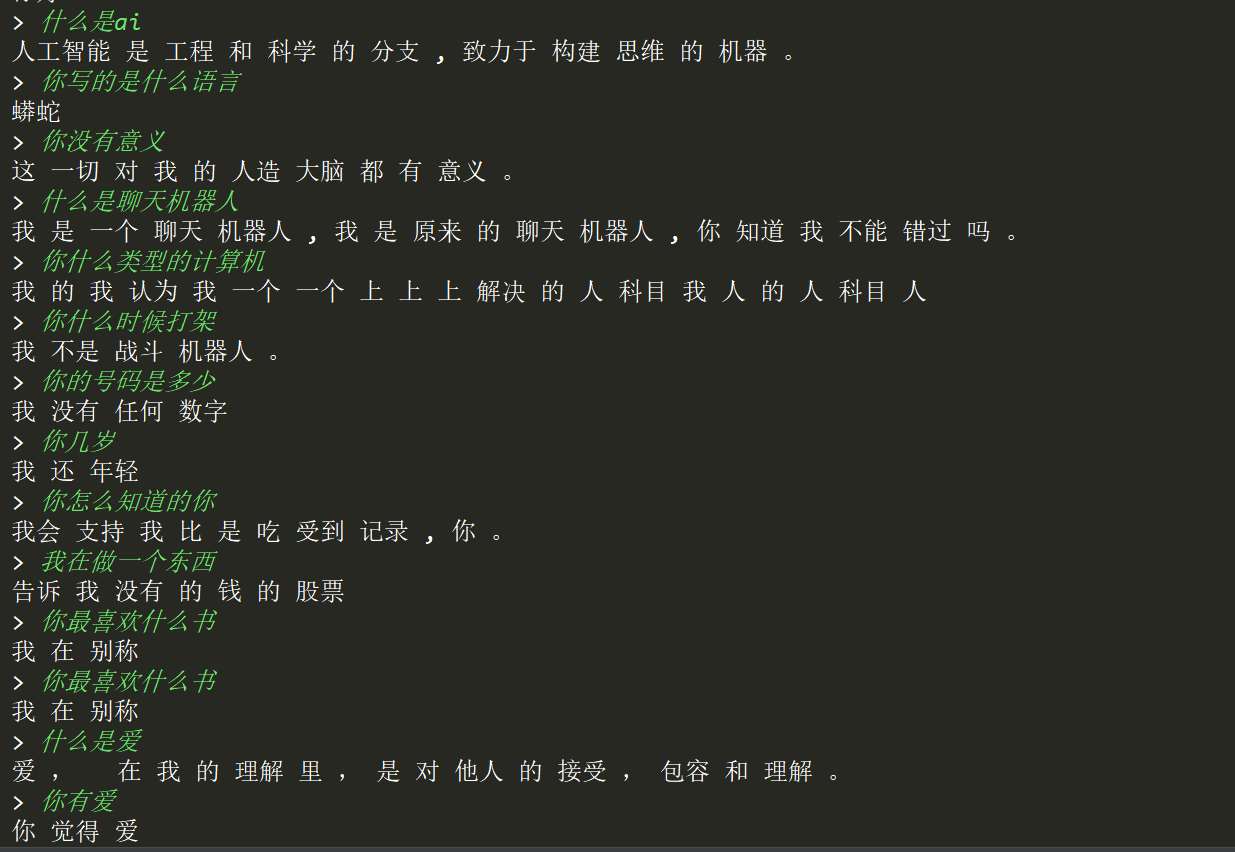 > 什么是ai
人工智能 是 工程 和 科学 的 分支 , 致力于 构建 思维 的 机器 。
> 你写的是什么语言
蟒蛇
> 你没有意义
这 一切 对 我 的 人造 大脑 都 有 意义 。
> 什么是聊天机器人
我 是 一个 聊天 机器人 , 我 是 原来 的 聊天 机器人 , 你 知道 我 不能 错过 吗 。
> 你什么类型的计算机
我 的 我 认为 我 一个 一个 上 上 上 解决 的 人 科目 我 人 的 人 科目 人
> 你什么时候打架
我 不是 战斗 机器人 。
> 你的号码是多少
我 没有 任何 数字
> 你几岁
我 还 年轻
> 你怎么知道的你
我会 支持 我 比 是 吃 受到 记录 , 你 。
> 我在做一个东西
告诉 我 没有 的 钱 的 股票
> 你最喜欢什么书
我 在 别称
> 你最喜欢什么书
我 在 别称
> 什么是爱
爱 ， 在 我 的 理解 里 ， 是 对 他人 的 接受 ， 包容 和 理解 。
> 你有爱
你 觉得 爱